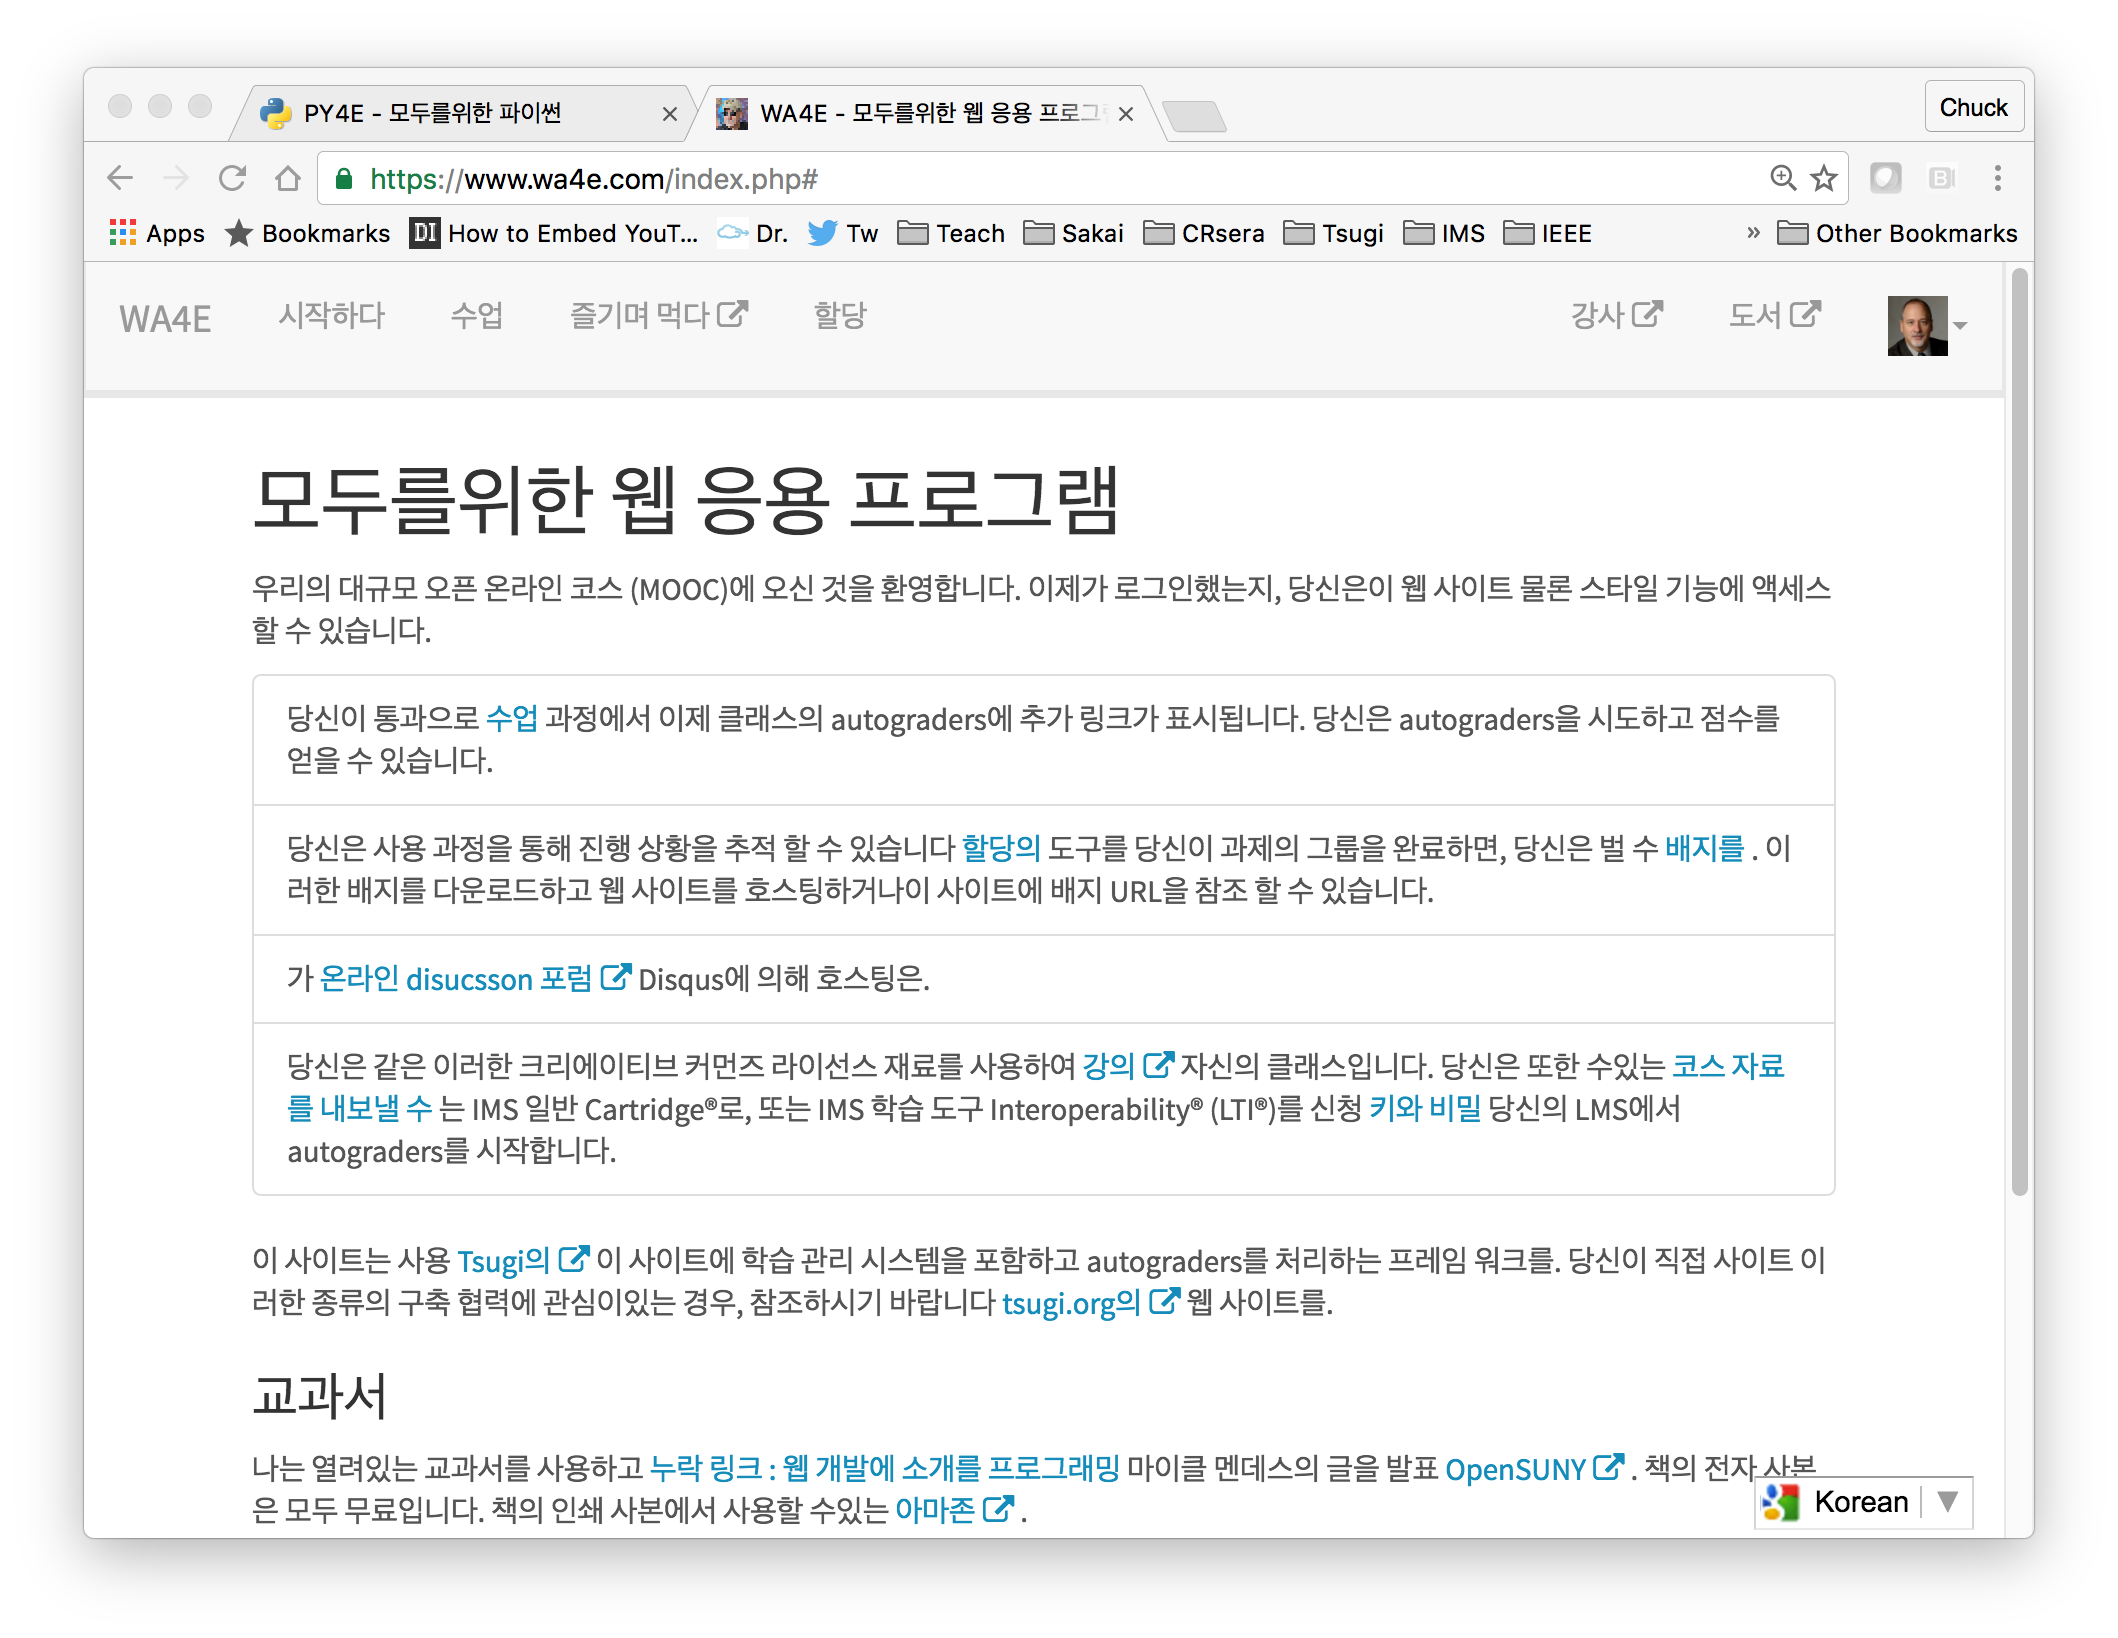 PY4E - 모두를위한 파이썬
WA4E - 모두를위한 웹 응용 프로그
Chuck
https://www.wa4e.com/index.php#
Apps Bookmarks DI How to Embed YouT... Dr. Tw Teach Sakai CRsera Tsugi IMS IEEE » Other Bookmarks
WA4E 시작하다 수업 즐기며 먹다 할당 강사 도서
모두를위한 웹 응용 프로그램
우리의 대규모 오픈 온라인 코스 (MOOC)에 오신 것을 환영합니다. 이제가 로그인했는지, 당신은이 웹 사이트 물론 스타일 기능에 액세스
할 수 있습니다.
당신이 통과으로 수업 과정에서 이제 클래스의 autograders에 추가 링크가 표시됩니다. 당신은 autograders을 시도하고 점수를
얻을 수 있습니다.
당신은 사용 과정을 통해 진행 상황을 추적 할 수 있습니다 할당의 도구를 당신이 과제의 그룹을 완료하면, 당신은 벌 수 배지를 . 이
러한 배지를 다운로드하고 웹 사이트를 호스팅하거나이 사이트에 배지 URL을 참조 할 수 있습니다.
가 온라인 disucsson 포럼 Disqus에 의해 호스팅은.
당신은 같은 이러한 크리에이티브 커먼즈 라이선스 재료를 사용하여 강의 자신의 클래스입니다. 당신은 또한 수있는 코스 자료
를 내보낼 수 는 IMS 일반 Cartridge®로, 또는 IMS 학습 도구 Interoperability® (LTI®)를 신청 키와 비밀 당신의 LMS에서
autograders를 시작합니다.
이 사이트는 사용 Tsugi의 이 사이트에 학습 관리 시스템을 포함하고 autograders를 처리하는 프레임 워크를. 당신이 직접 사이트 이
러한 종류의 구축 협력에 관심이있는 경우, 참조하시기 바랍니다 tsugi.org의 웹 사이트를.
교과서
나는 열려있는 교과서를 사용하고 누락 링크 : 웹 개발에 소개를 프로그래밍 마이클 멘데스의 글을 발표 OpenSUNY . 책의 전자 사본
은 모두 무료입니다. 책의 인쇄 사본에서 사용할 수있는 아마존 .
Korean